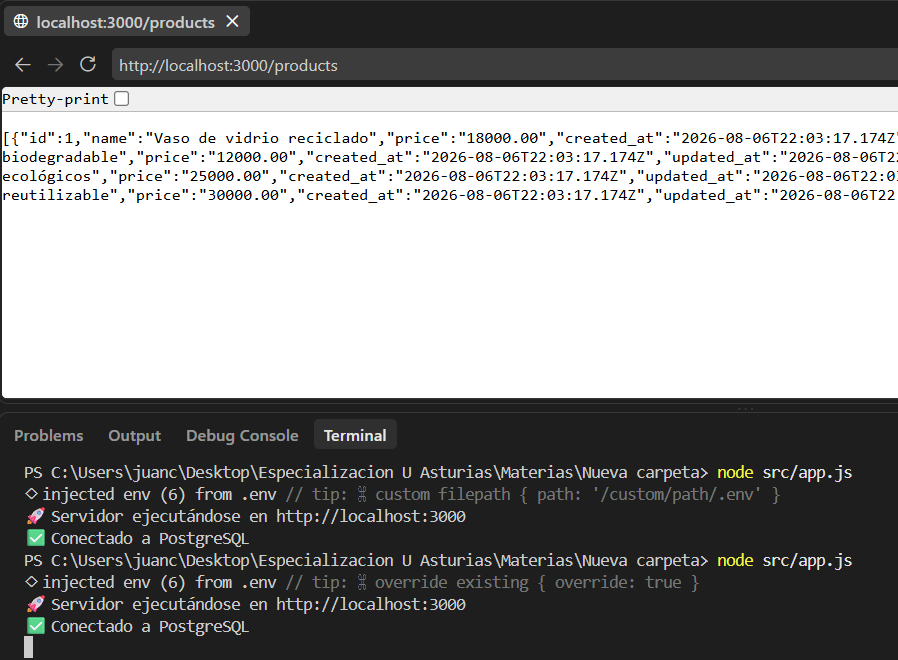 localhost:3000/products
http://localhost:3000/products
Pretty-print
[{"id":1,"name":"Vaso de vidrio reciclado","price":"18000.00","created_at":"2026-08-06T22:03:17.174Z"
biodegradable","price":"12000.00","created_at":"2026-08-06T22:03:17.174Z","updated_at":"2026-08-06T22
ecológicos","price":"25000.00","created_at":"2026-08-06T22:03:17.174Z","updated_at":"2026-08-06T22:03
reutilizable","price":"30000.00","created_at":"2026-08-06T22:03:17.174Z","updated_at":"2026-08-06T22
Problems Output Debug Console Terminal
PS C:\Users\juanc\Desktop\Especializacion U Asturias\Materias\Nueva carpeta> node src/app.js
◇ injected env (6) from .env // tip: ⌘ custom filepath { path: '/custom/path/.env' }
🚀 Servidor ejecutándose en http://localhost:3000
✅ Conectado a PostgreSQL
PS C:\Users\juanc\Desktop\Especializacion U Asturias\Materias\Nueva carpeta> node src/app.js
◇ injected env (6) from .env // tip: ⌘ override existing { override: true }
🚀 Servidor ejecutándose en http://localhost:3000
✅ Conectado a PostgreSQL